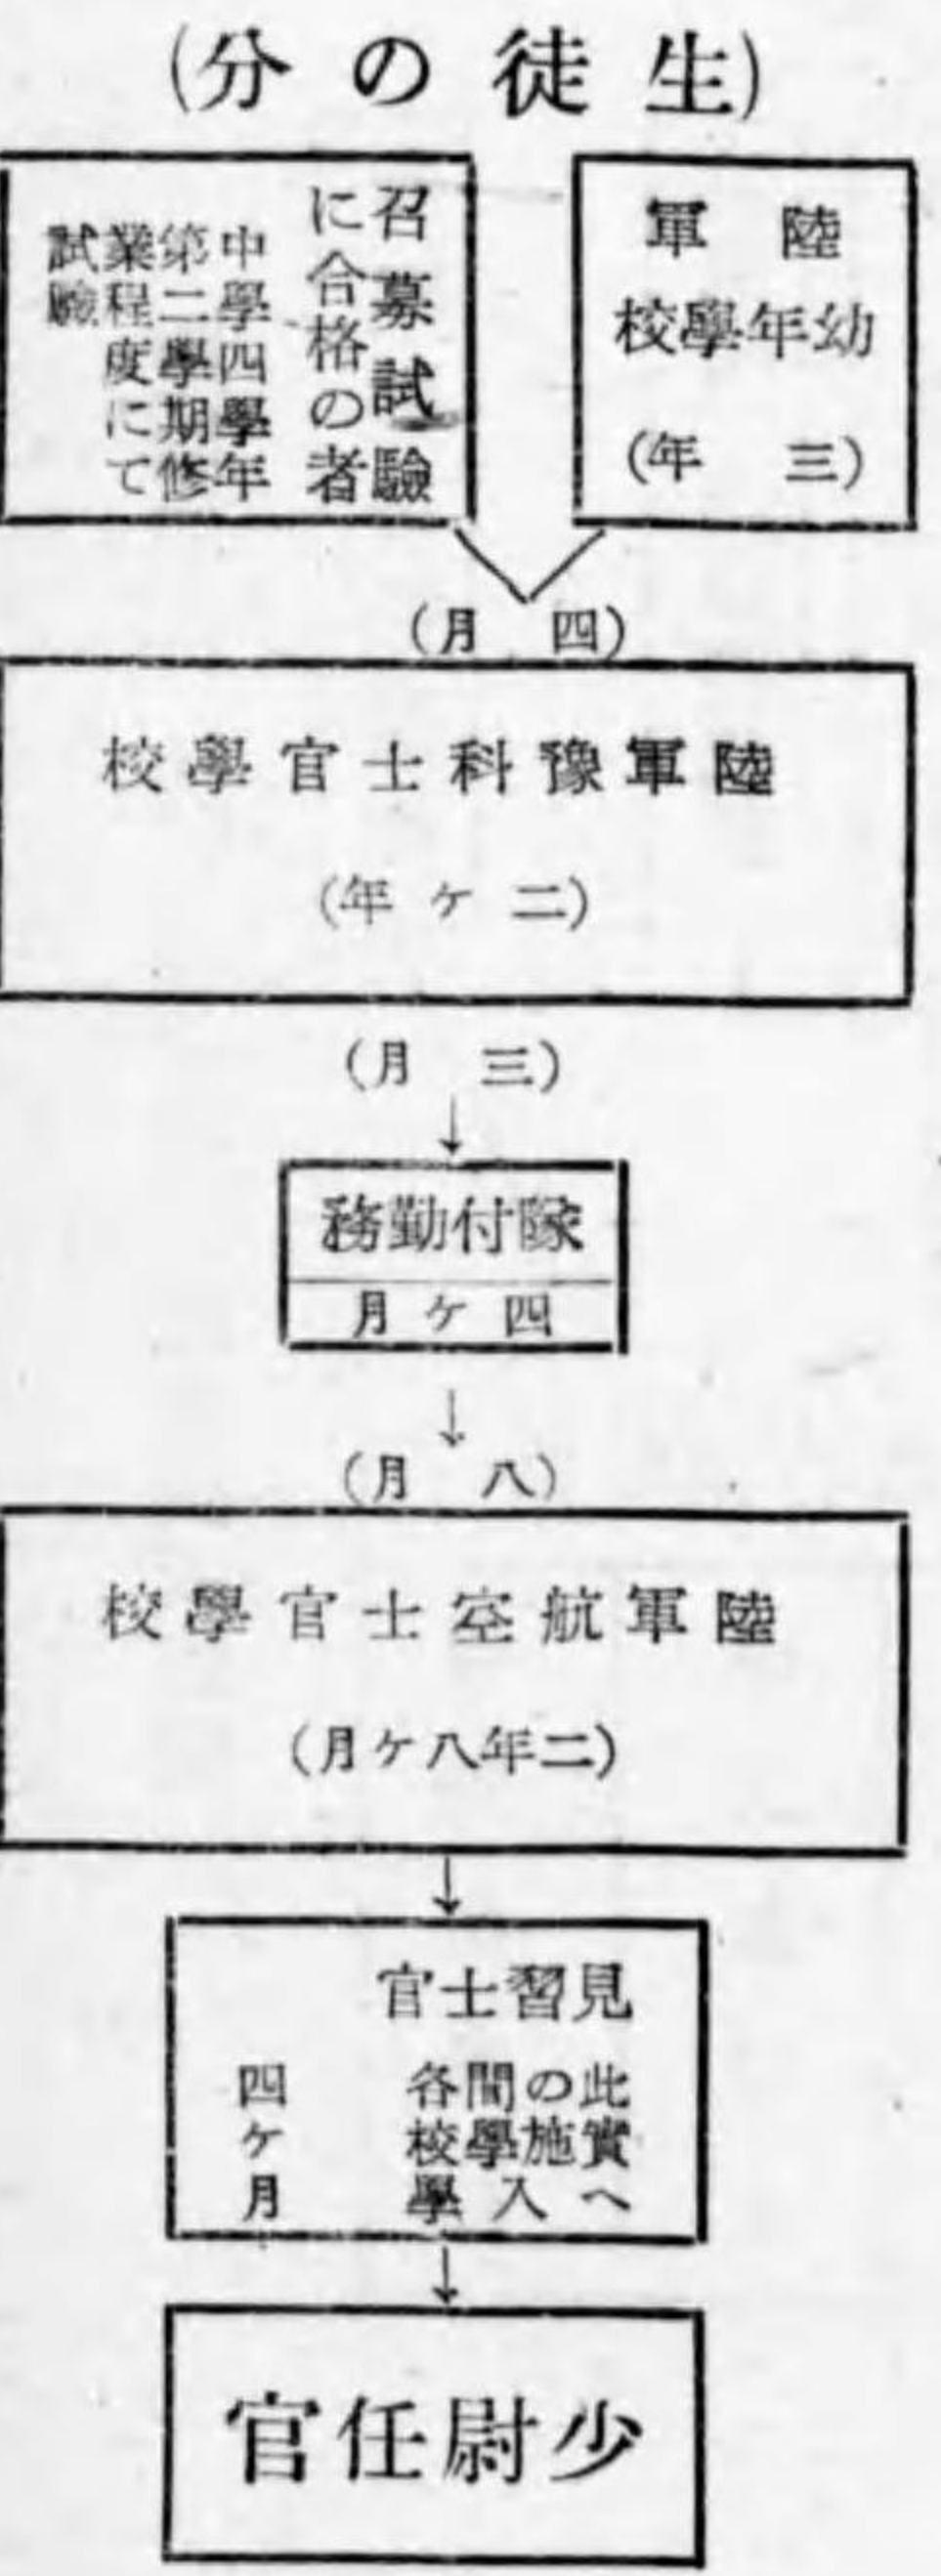 (生徒の分)
陸軍
幼年學校
(三年)
召募試驗
に合格の者
中學四學年
第二學期修
業程度にて
試驗
(四月)
陸軍豫科士官學校
(二ケ年)
(三月)
隊付勤務
四ケ月
(八月)
陸軍航空士官學校
(二年八ケ月)
見習士官
此の間各
實施學校
へ入學
四ケ月
少尉任官